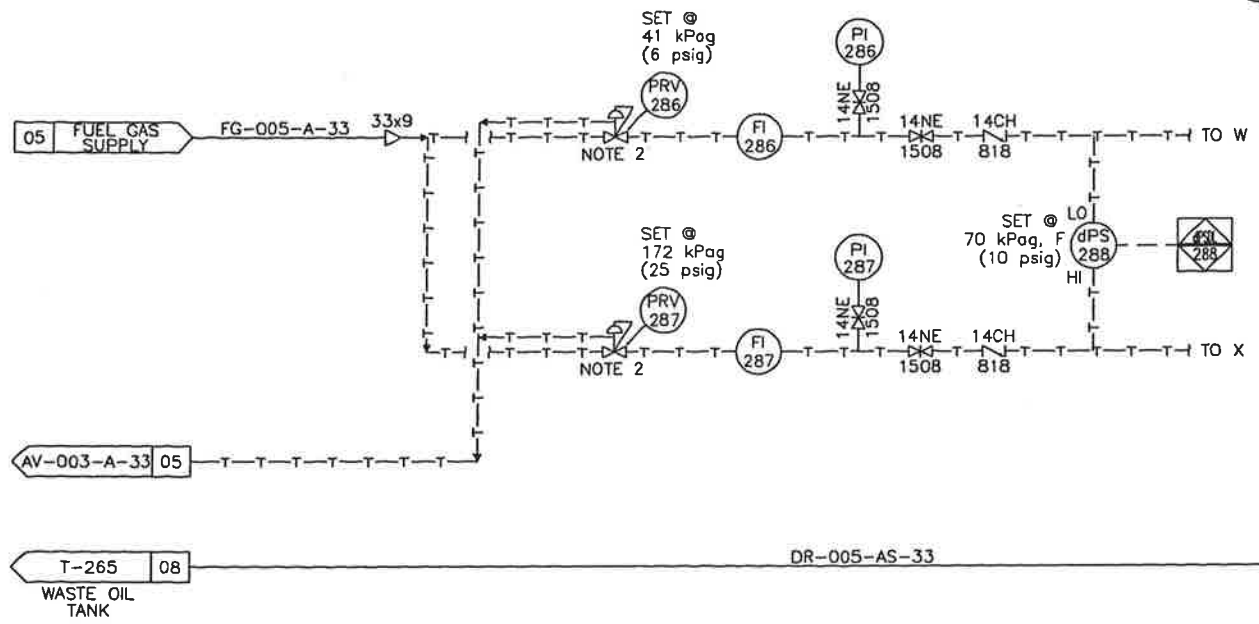 SET @
41 kPag
(6 psig)
PRV
286
PI
286
14NE
1508
05
FUEL GAS
SUPPLY
FG-005-A-33
33x9
T T T T
T T T T T
NOTE 2
FI
286
T T
14NE
1508
14CH
818
T T T T
TO W
SET @
70 kPag, F
(10 psig)
LO
dPS
288
HI
288
SET @
172 kPag
(25 psig)
PRV
287
PI
287
14NE
1508
T T T T
T T T T T
NOTE 2
FI
287
T T
14NE
1508
14CH
818
T T T T
TO X
AV-003-A-33
05
T T T T T T T
T-265
08
WASTE OIL
TANK
DR-005-AS-33